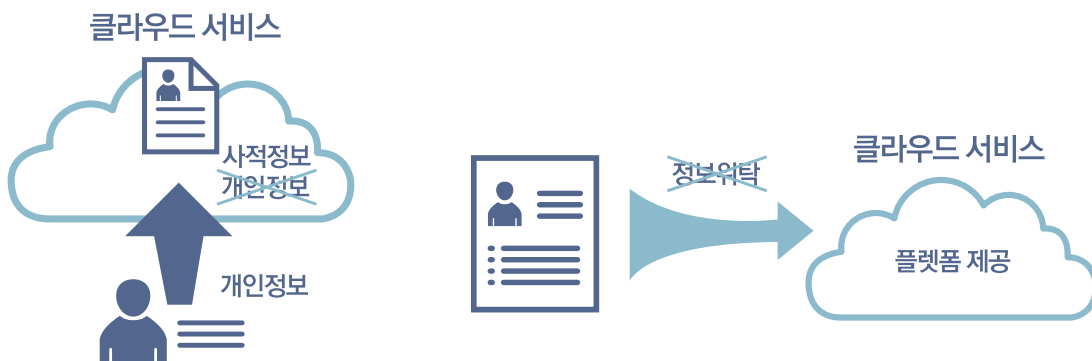 클라우드 서비스
사적정보
개인정보
개인정보
정보위탁
클라우드 서비스
플렛폼 제공